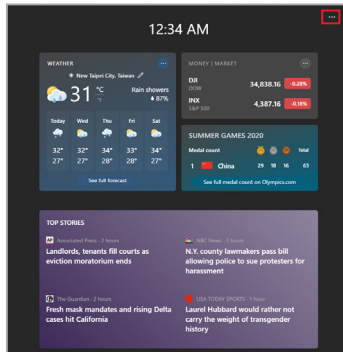 12:34 AM
WEATHER
New Taipei City, Taiwan
31 °C
°F
Rain showers
87%
Today Wed Thu Fri Sat
32° 32° 34° 33° 34°
27° 27° 28° 28° 27°
See full forecast
MONEY | MARKET
DJI
DOW
34,838.16 -0.28%
INX
S&P 500
4,387.16 -0.18%
SUMMER GAMES 2020
Medal count Total
1 China 29 18 16 63
See full medal count on Olympics.com
TOP STORIES
Associated Press · 2 hours
Landlords, tenants fill courts as
eviction moratorium ends
NBC News · 2 hours
N.Y. county lawmakers pass bill
allowing police to sue protesters for
harassment
The Guardian · 2 hours
Fresh mask mandates and rising Delta
cases hit California
USA TODAY SPORTS · 1 hour
Laurel Hubbard would rather not
carry the weight of transgender
history